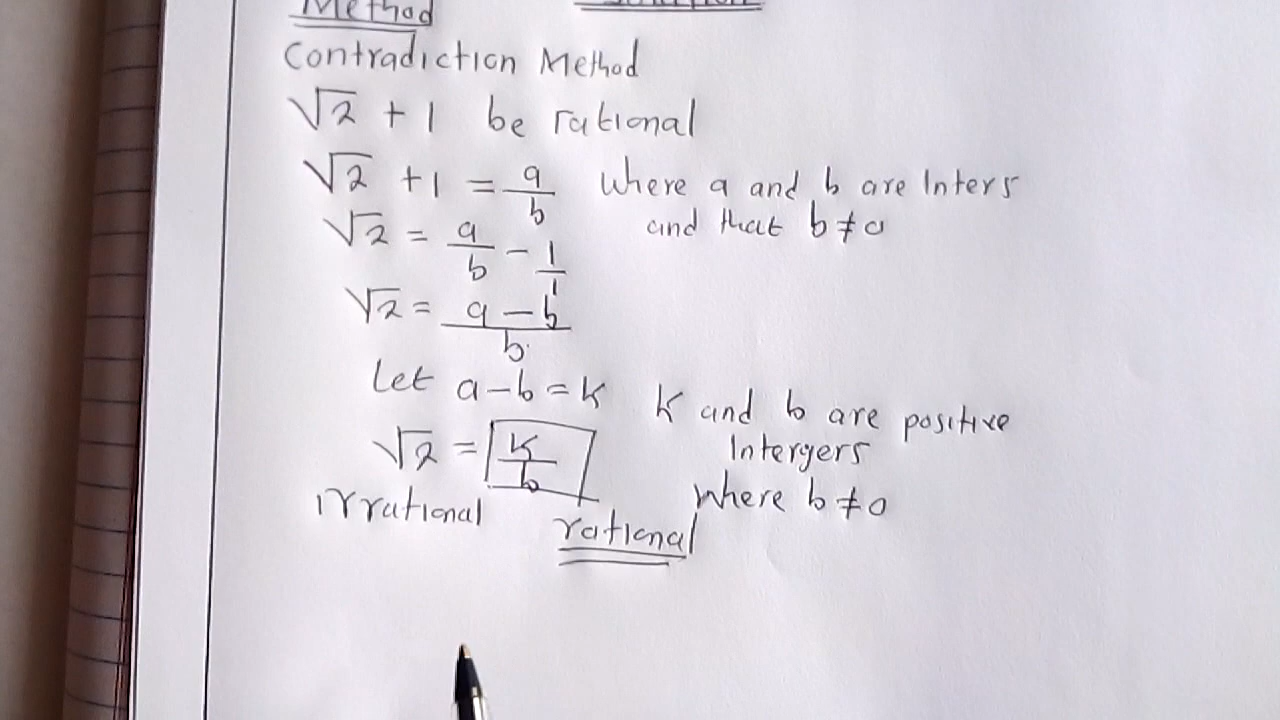 Method
Contradiction Method
√2 + 1 be rational
√2 + 1 = a/b where a and b are Inters
and that b ≠ 0
√2 = a/b - 1/1
√2 = a - b/b
Let a - b = K K and b are positive
Intergers
√2 = K/b
where b ≠ 0
irrational rational